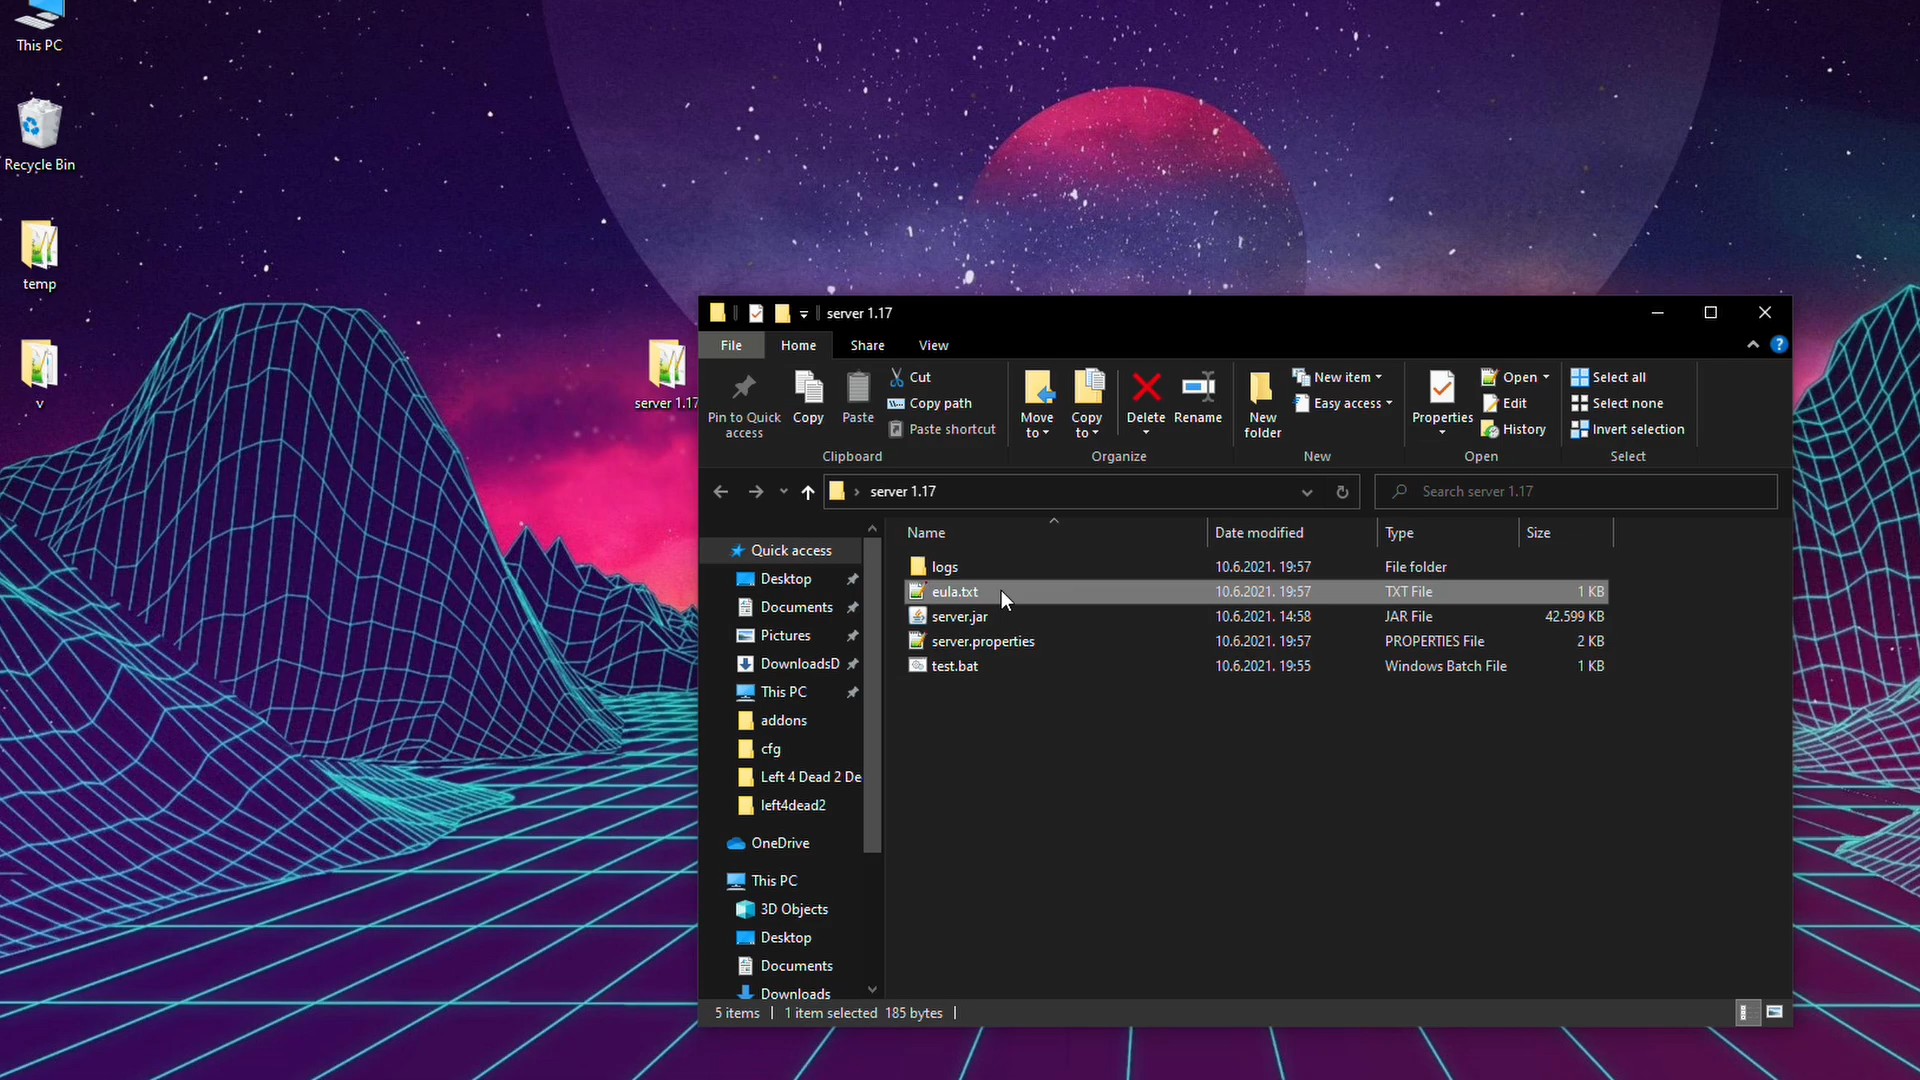 This PC
Recycle Bin
temp
v
server 1.17
server 1.17
File Home Share View
?
Pin to Quick access
Copy
Paste
Cut
Copy path
Paste shortcut
Clipboard
Move to
Copy to
Delete
Rename
Organize
New folder
New item
Easy access
New
Properties
Open
Edit
History
Open
Select all
Select none
Invert selection
Select
server 1.17
Search server 1.17
Name Date modified Type Size
logs 10.6.2021. 19:57 File folder
eula.txt 10.6.2021. 19:57 TXT File 1 KB
server.jar 10.6.2021. 14:58 JAR File 42.599 KB
server.properties 10.6.2021. 19:57 PROPERTIES File 2 KB
test.bat 10.6.2021. 19:55 Windows Batch File 1 KB
Quick access
Desktop
Documents
Pictures
DownloadsD
This PC
addons
cfg
Left 4 Dead 2 De
left4dead2
OneDrive
This PC
3D Objects
Desktop
Documents
Downloads
5 items 1 item selected 185 bytes